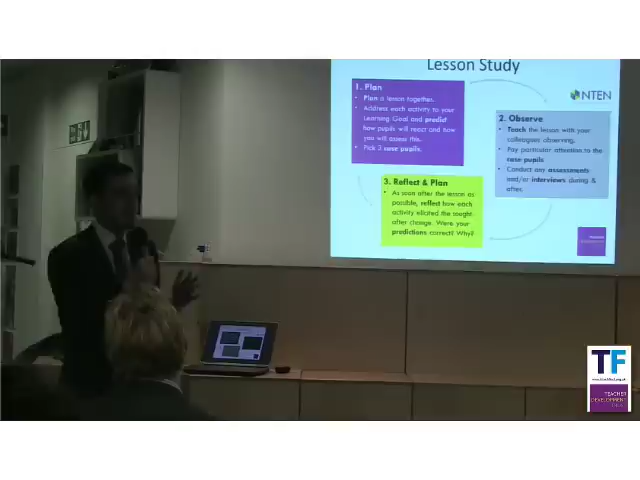 Lesson Study
1. Plan
• Plan a lesson together.
• Address each activity to your
Learning Goal and predict
how pupils will react and how
you will assess this.
• Pick 3 case pupils.
NTEN
2. Observe
• Teach the lesson with your
colleagues observing.
• Pay particular attention to the
case pupils
• Conduct any assessments
and/or interviews during &
after.
3. Reflect & Plan
• As soon after the lesson as
possible, reflect how each
activity elicited the sought-
after change. Were your
predictions correct? Why?
TF
TEACHER
DEVELOPMENT
TRUST